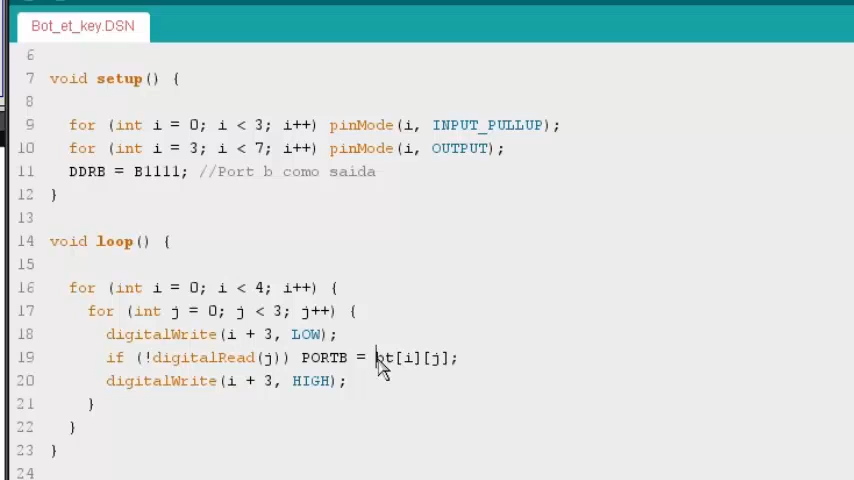 Bot_et_key.DSN
6
7 void setup() {
8
9 for (int i = 0; i < 3; i++) pinMode(i, INPUT_PULLUP);
10 for (int i = 3; i < 7; i++) pinMode(i, OUTPUT);
11 DDRB = B1111; //Port b como saida
12 }
13
14 void loop() {
15
16 for (int i = 0; i < 4; i++) {
17 for (int j = 0; j < 3; j++) {
18 digitalWrite(i + 3, LOW);
19 if (!digitalRead(j)) PORTB = bt[i][j];
20 digitalWrite(i + 3, HIGH);
21 }
22 }
23 }
24